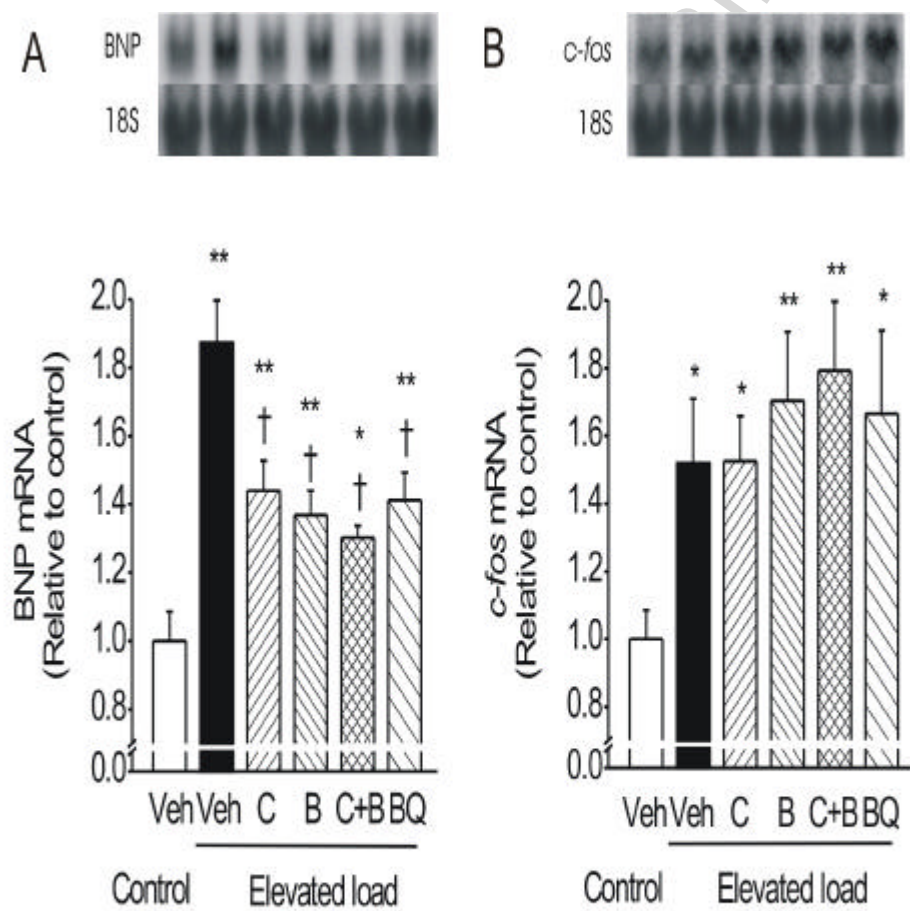 A
BNP
18S
BNP mRNA
(Relative to control)
2.0
1.8
1.6
1.4
1.2
1.0
0.8
0.0
**
**
†
**
†
*
†
**
†
Veh Veh C B C+B BQ
Control Elevated load
B
c-fos
18S
c-fos mRNA
(Relative to control)
2.0
1.8
1.6
1.4
1.2
1.0
0.8
0.0
*
*
**
**
*
Veh Veh C B C+B BQ
Control Elevated load